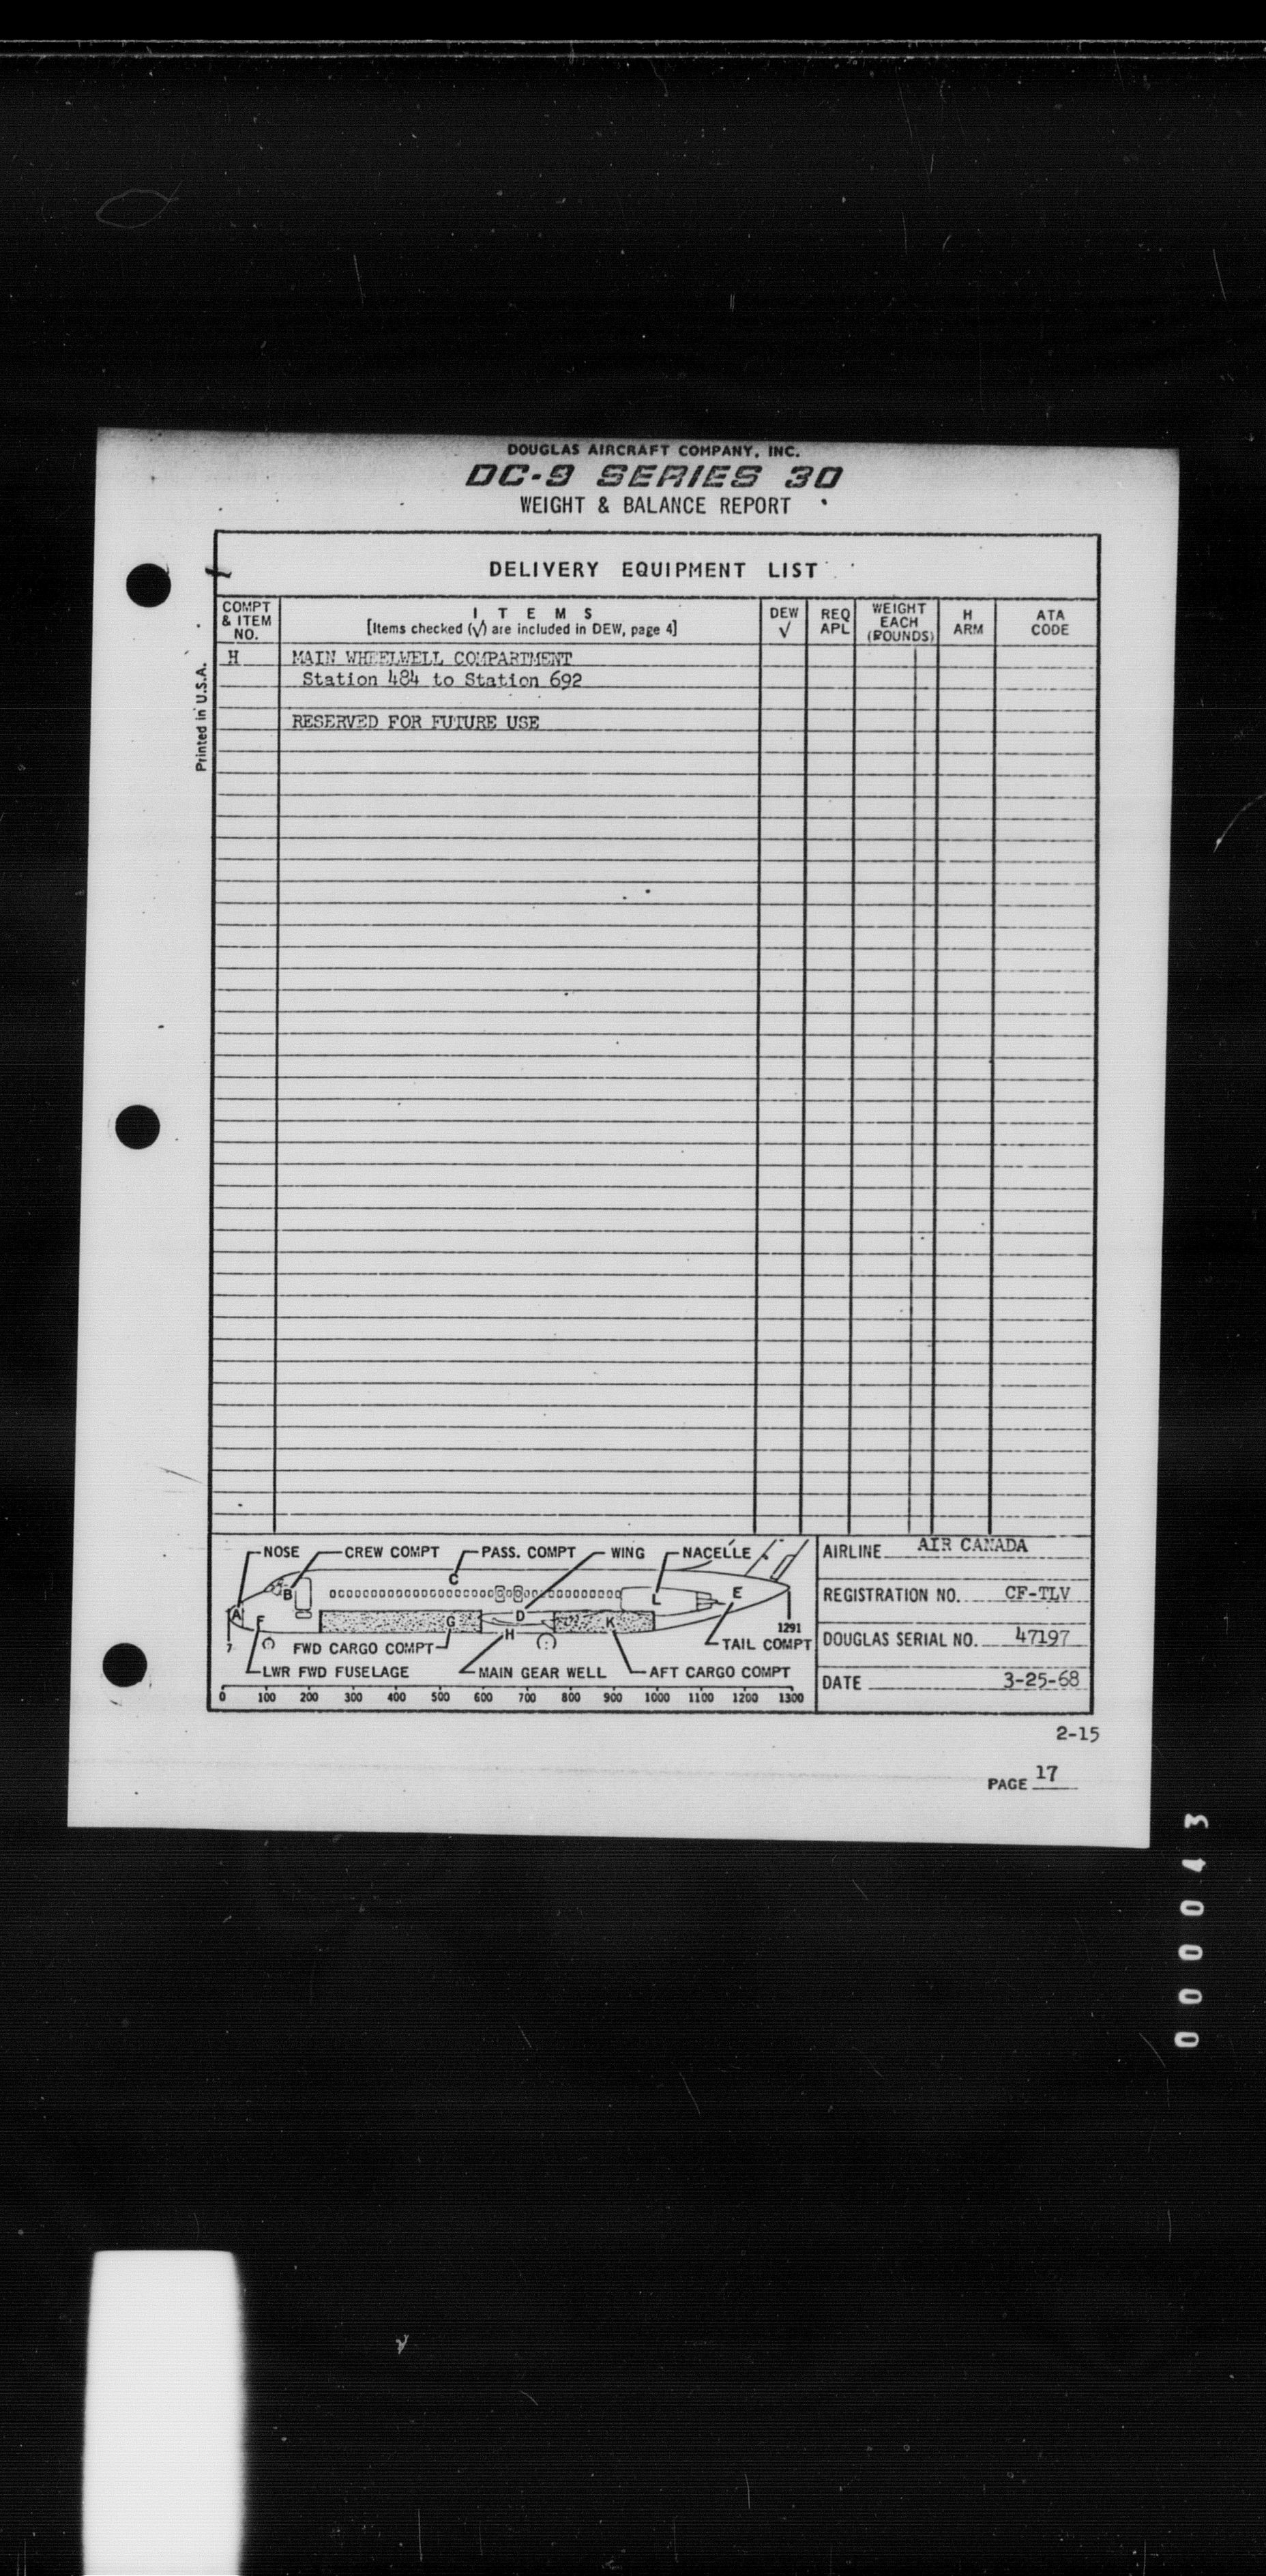 DOUGLAS AIRCRAFT COMPANY, INC.
DC-9 SERIES 30
WEIGHT & BALANCE REPORT
DELIVERY EQUIPMENT LIST
COMPT & ITEM NO.
I T E M S
[Items checked (√) are included in DEW, page 4]
DEW √
REQ APL
WEIGHT EACH (POUNDS)
H ARM
ATA CODE
H MAIN WHEELWELL COMPARTMENT
Station 484 to Station 692
RESERVED FOR FUTURE USE
Printed in U.S.A.
NOSE CREW COMPT PASS. COMPT WING NACELLE
A B C D E F G H K L
7 1291
FWD CARGO COMPT TAIL COMPT
LWR FWD FUSELAGE MAIN GEAR WELL AFT CARGO COMPT
0 100 200 300 400 500 600 700 800 900 1000 1100 1200 1300
AIRLINE AIR CANADA
REGISTRATION NO. CF-TLV
DOUGLAS SERIAL NO. 47197
DATE 3-25-68
2-15
PAGE 17
000043